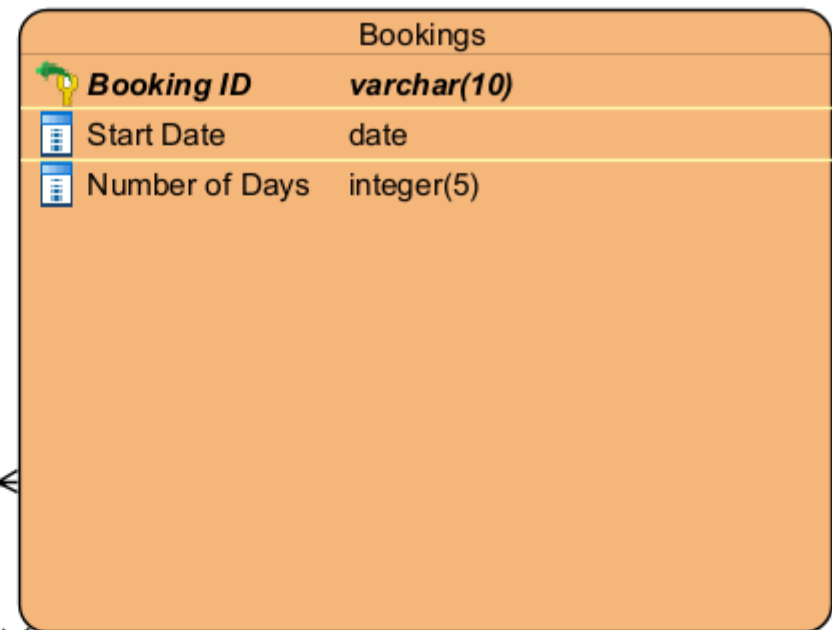 Bookings
Booking ID varchar(10)
Start Date date
Number of Days integer(5)